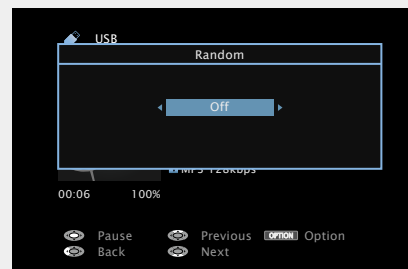 USB
Random
Off
MP3 128kbps
00:06 100%
Pause Previous OPTION Option
Back Next